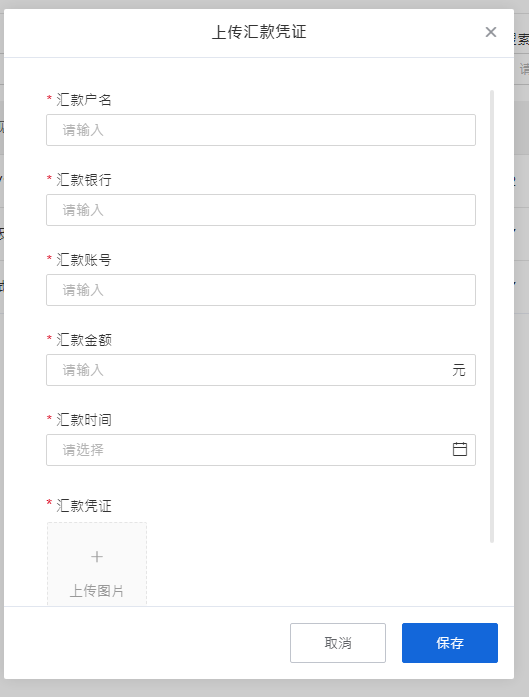 上传汇款凭证
* 汇款户名
请输入
* 汇款银行
请输入
* 汇款账号
请输入
* 汇款金额
请输入 元
* 汇款时间
请选择
* 汇款凭证
+
上传图片
取消 保存